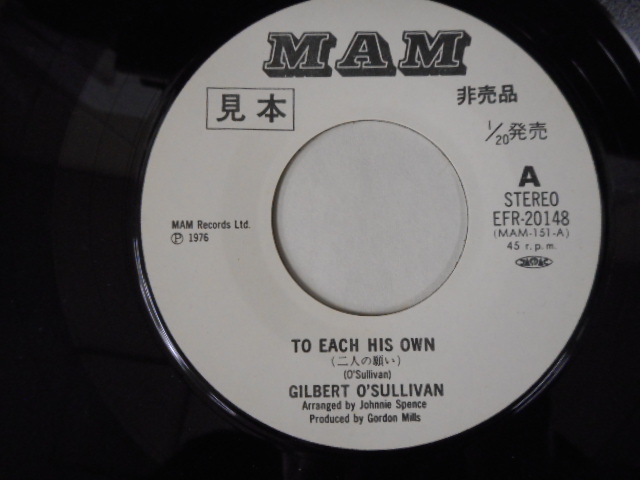 MAM
見本
非売品
1/20発売
A
STEREO
EFR-20148
(MAM-151-A)
45 r.p.m.
MAM Records Ltd.
Ⓟ 1976
TO EACH HIS OWN
(二人の願い)
(O'Sullivan)
GILBERT O'SULLIVAN
Arranged by Johnnie Spence
Produced by Gordon Mills